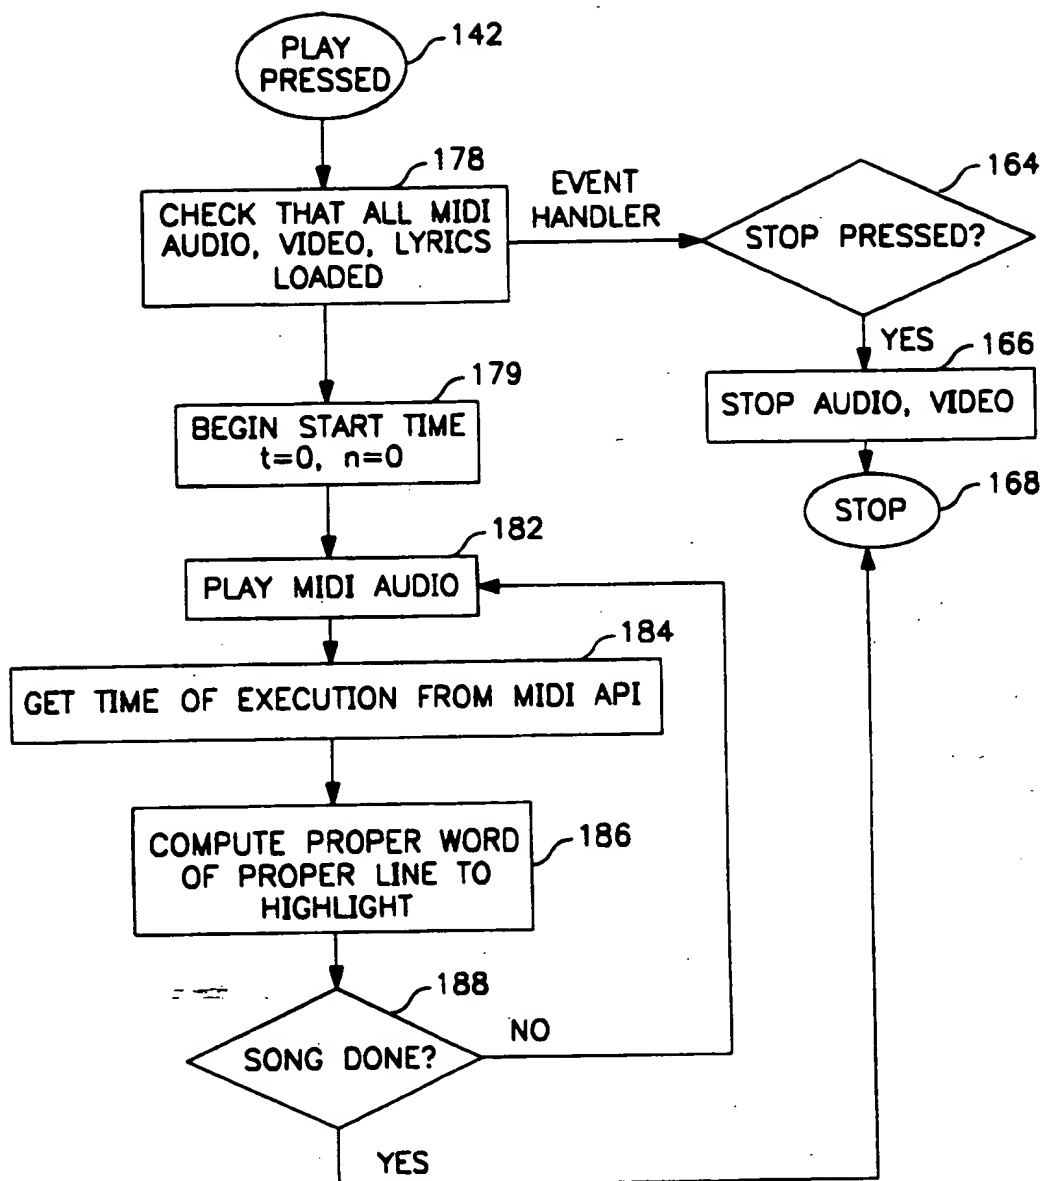 PLAY
PRESSED
142
178
CHECK THAT ALL MIDI
AUDIO, VIDEO, LYRICS
LOADED
EVENT
HANDLER
164
STOP PRESSED?
YES
166
STOP AUDIO, VIDEO
168
STOP
179
BEGIN START TIME
t=0, n=0
182
PLAY MIDI AUDIO
184
GET TIME OF EXECUTION FROM MIDI API
COMPUTE PROPER WORD
OF PROPER LINE TO
HIGHLIGHT
186
188
SONG DONE?
NO
YES